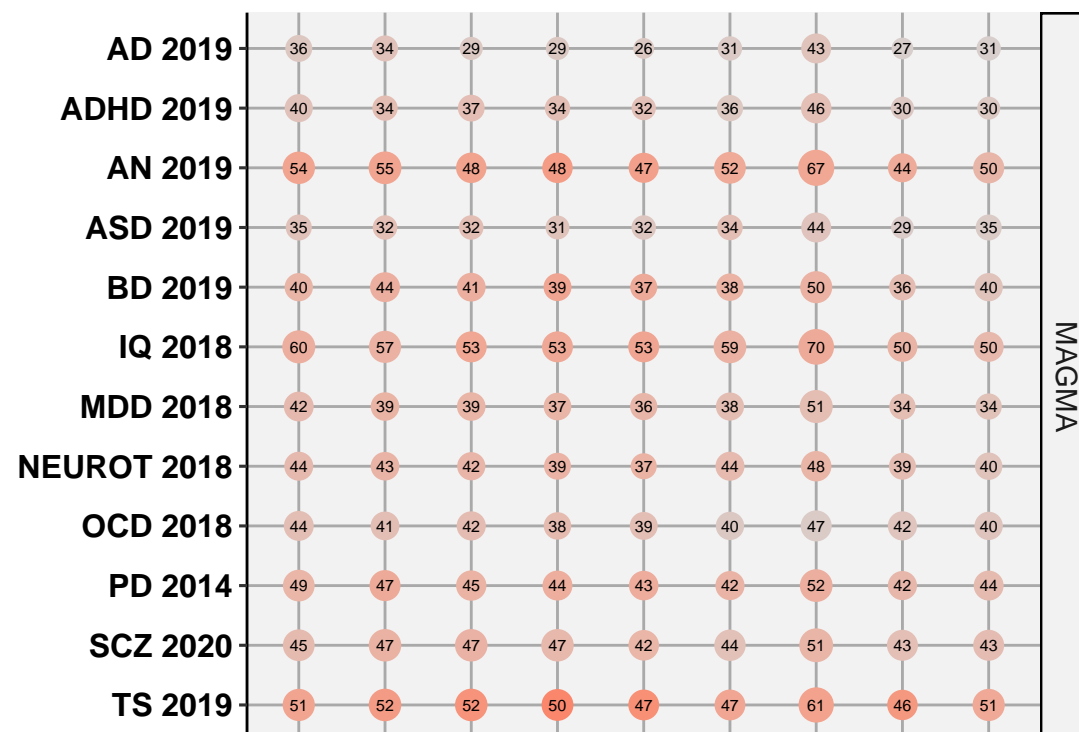 AD 2019 36 34 29 29 26 31 43 27 31
ADHD 2019 40 34 37 34 32 36 46 30 30
AN 2019 54 55 48 48 47 52 67 44 50
ASD 2019 35 32 32 31 32 34 44 29 35
BD 2019 40 44 41 39 37 38 50 36 40
IQ 2018 60 57 53 53 53 59 70 50 50
MDD 2018 42 39 39 37 36 38 51 34 34
NEUROT 2018 44 43 42 39 37 44 48 39 40
OCD 2018 44 41 42 38 39 40 47 42 40
PD 2014 49 47 45 44 43 42 52 42 44
SCZ 2020 45 47 47 47 42 44 51 43 43
TS 2019 51 52 52 50 47 47 61 46 51
MAGMA